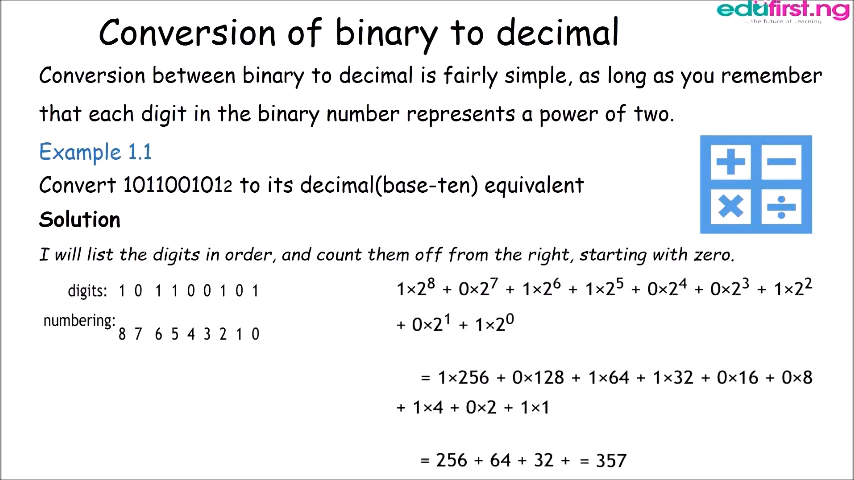 edufirst.ng
...the future of learning
Conversion of binary to decimal
Conversion between binary to decimal is fairly simple, as long as you remember
that each digit in the binary number represents a power of two.
Example 1.1
Convert 101100101₂ to its decimal(base-ten) equivalent
Solution
I will list the digits in order, and count them off from the right, starting with zero.
digits: 1 0 1 1 0 0 1 0 1
numbering: 8 7 6 5 4 3 2 1 0
1×2⁸ + 0×2⁷ + 1×2⁶ + 1×2⁵ + 0×2⁴ + 0×2³ + 1×2²
+ 0×2¹ + 1×2⁰
= 1×256 + 0×128 + 1×64 + 1×32 + 0×16 + 0×8
+ 1×4 + 0×2 + 1×1
= 256 + 64 + 32 + = 357